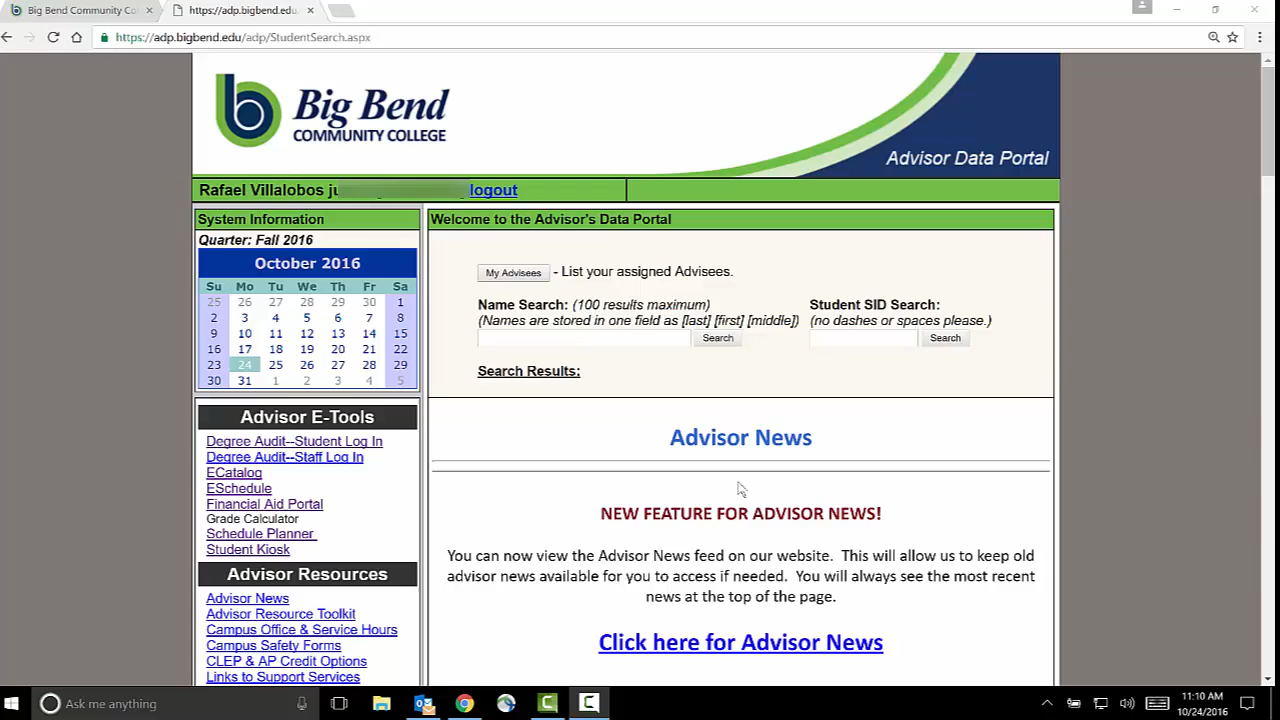 Big Bend Community Co
https://adp.bigbend.edu
https://adp.bigbend.edu/adp/StudentSearch.aspx
b Big Bend
COMMUNITY COLLEGE
Advisor Data Portal
Rafael Villalobos logout
System Information
Quarter: Fall 2016
October 2016
Su Mo Tu We Th Fr Sa
25 26 27 28 29 30 1
2 3 4 5 6 7 8
9 10 11 12 13 14 15
16 17 18 19 20 21 22
23 24 25 26 27 28 29
30 31 1 2 3 4 5
Advisor E-Tools
Degree Audit--Student Log In
Degree Audit--Staff Log In
ECatalog
ESchedule
Financial Aid Portal
Grade Calculator
Schedule Planner
Student Kiosk
Advisor Resources
Advisor News
Advisor Resource Toolkit
Campus Office & Service Hours
Campus Safety Forms
CLEP & AP Credit Options
Links to Support Services
Welcome to the Advisor's Data Portal
My Advisees - List your assigned Advisees.
Name Search: (100 results maximum)
(Names are stored in one field as [last] [first] [middle])
Search
Student SID Search:
(no dashes or spaces please.)
Search
Search Results:
Advisor News
NEW FEATURE FOR ADVISOR NEWS!
You can now view the Advisor News feed on our website. This will allow us to keep old
advisor news available for you to access if needed. You will always see the most recent
news at the top of the page.
Click here for Advisor News
Ask me anything
11:10 AM
10/24/2016